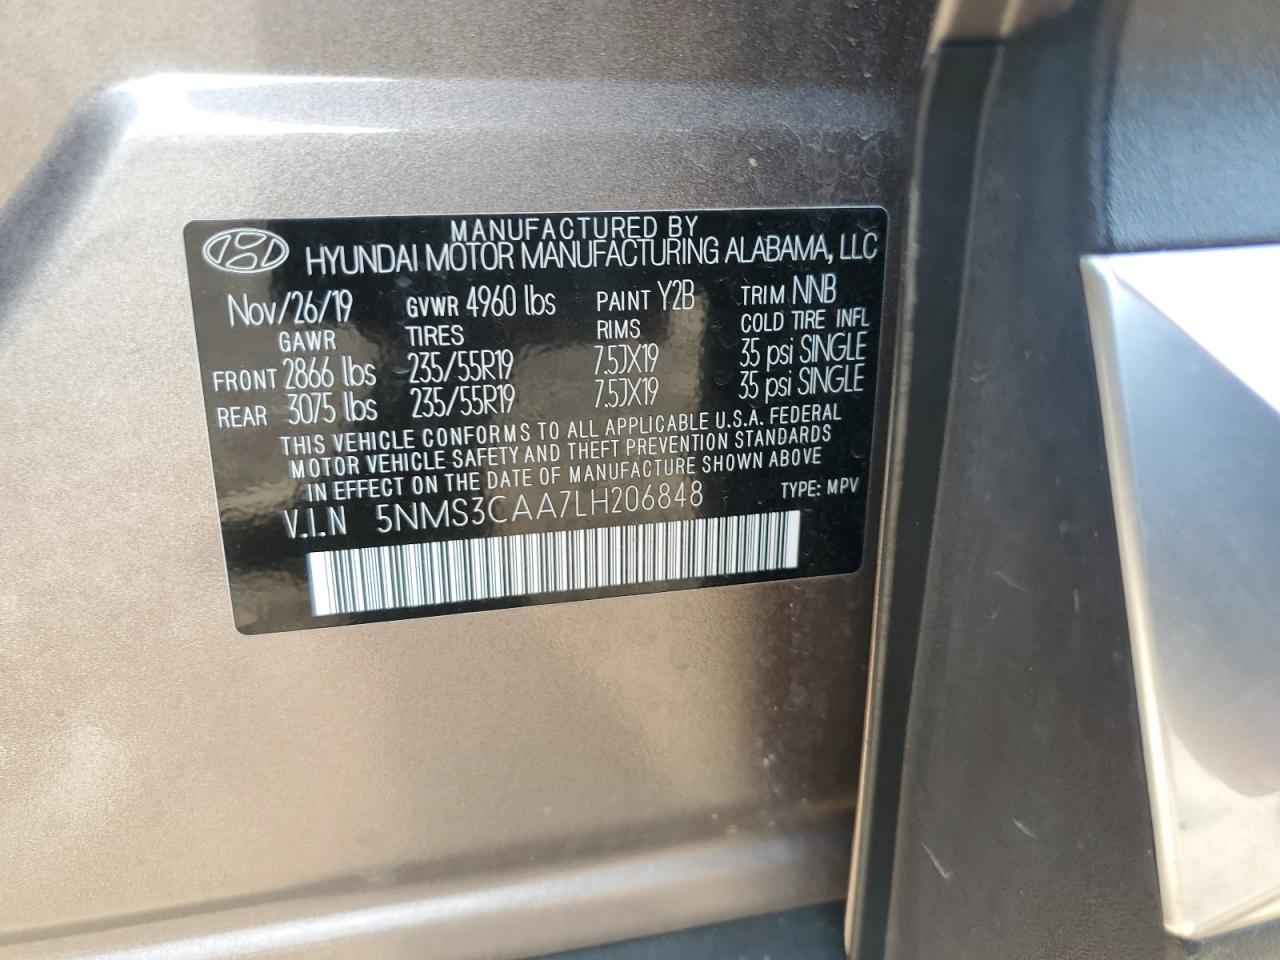 MANUFACTURED BY
HYUNDAI MOTOR MANUFACTURING ALABAMA, LLC
Nov/26/19 GVWR 4960 lbs PAINT Y2B TRIM NNB
GAWR TIRES RIMS COLD TIRE INFL
FRONT 2866 lbs 235/55R19 7.5JX19 35 psi SINGLE
REAR 3075 lbs 235/55R19 7.5JX19 35 psi SINGLE
THIS VEHICLE CONFORMS TO ALL APPLICABLE U.S.A. FEDERAL
MOTOR VEHICLE SAFETY AND THEFT PREVENTION STANDARDS
IN EFFECT ON THE DATE OF MANUFACTURE SHOWN ABOVE
V.I.N 5NMS3CAA7LH206848 TYPE: MPV